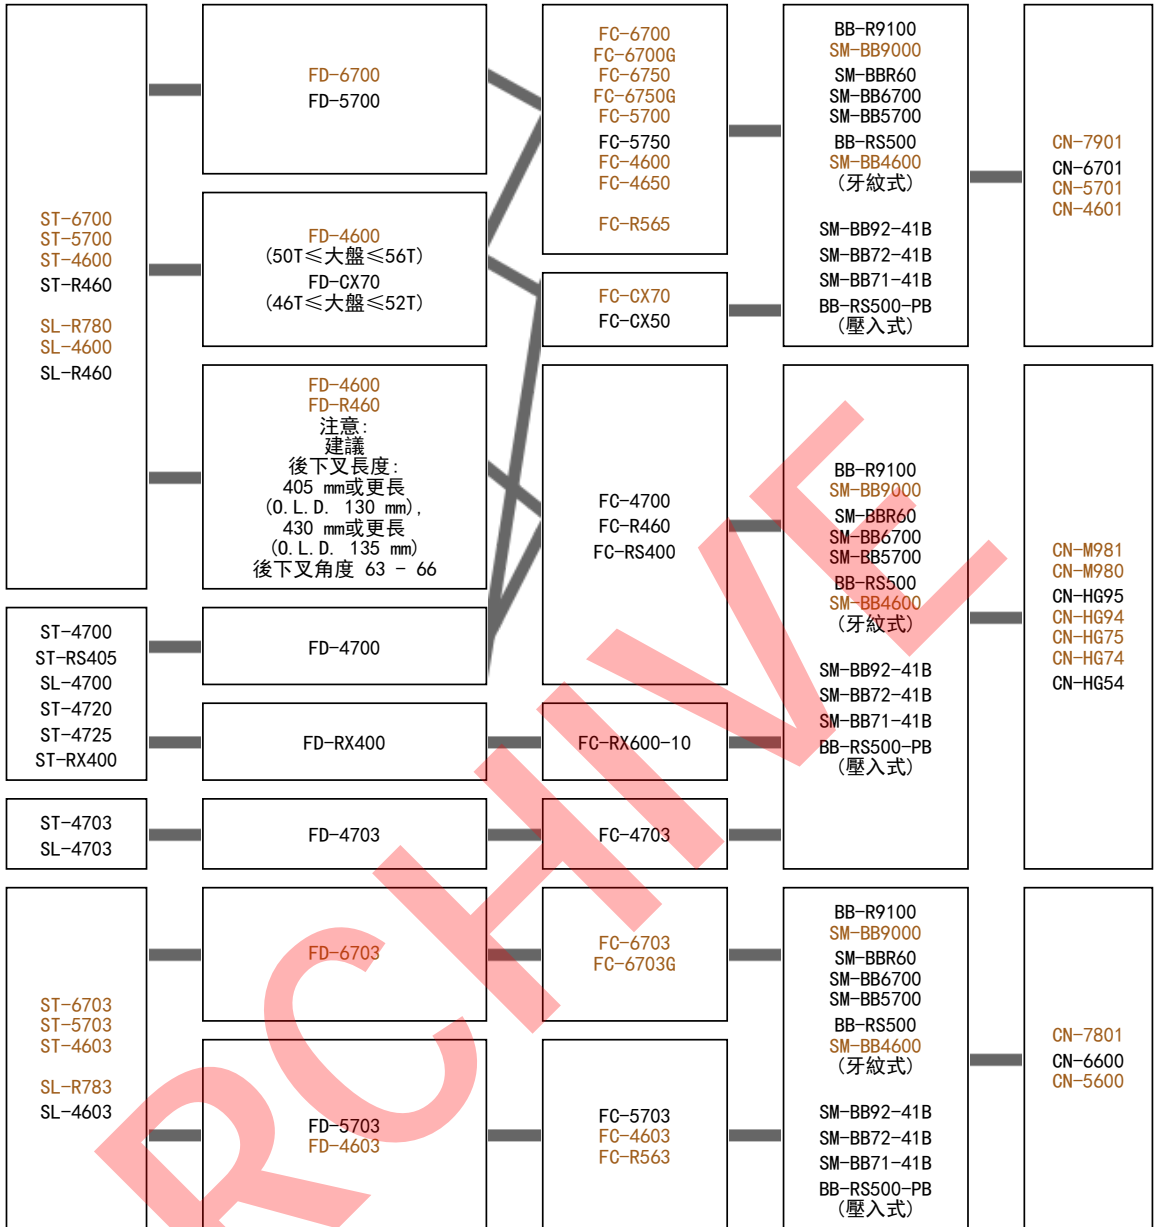 ST-6700
ST-5700
ST-4600
ST-R460
SL-R780
SL-4600
SL-R460
FD-6700
FD-5700
FD-4600
(50T≤大盤≤56T)
FD-CX70
(46T≤大盤≤52T)
FD-4600
FD-R460
注意:
建議
後下叉長度:
405 mm或更長
(O.L.D. 130 mm),
430 mm或更長
(O.L.D. 135 mm)
後下叉角度 63 - 66
FC-6700
FC-6700G
FC-6750
FC-6750G
FC-5700
FC-5750
FC-4600
FC-4650
FC-R565
FC-CX70
FC-CX50
BB-R9100
SM-BB9000
SM-BBR60
SM-BB6700
SM-BB5700
BB-RS500
SM-BB4600
(牙紋式)
SM-BB92-41B
SM-BB72-41B
SM-BB71-41B
BB-RS500-PB
(壓入式)
CN-7901
CN-6701
CN-5701
CN-4601
ST-4700
ST-RS405
SL-4700
ST-4720
ST-4725
ST-RX400
FD-4700
FD-RX400
FC-4700
FC-R460
FC-RS400
FC-RX600-10
ST-4703
SL-4703
FD-4703
FC-4703
BB-R9100
SM-BB9000
SM-BBR60
SM-BB6700
SM-BB5700
BB-RS500
SM-BB4600
(牙紋式)
SM-BB92-41B
SM-BB72-41B
SM-BB71-41B
BB-RS500-PB
(壓入式)
CN-M981
CN-M980
CN-HG95
CN-HG94
CN-HG75
CN-HG74
CN-HG54
ST-6703
ST-5703
ST-4603
SL-R783
SL-4603
FD-6703
FD-5703
FD-4603
FC-6703
FC-6703G
FC-5703
FC-4603
FC-R563
BB-R9100
SM-BB9000
SM-BBR60
SM-BB6700
SM-BB5700
BB-RS500
SM-BB4600
(牙紋式)
SM-BB92-41B
SM-BB72-41B
SM-BB71-41B
BB-RS500-PB
(壓入式)
CN-7801
CN-6600
CN-5600
RCHIVE